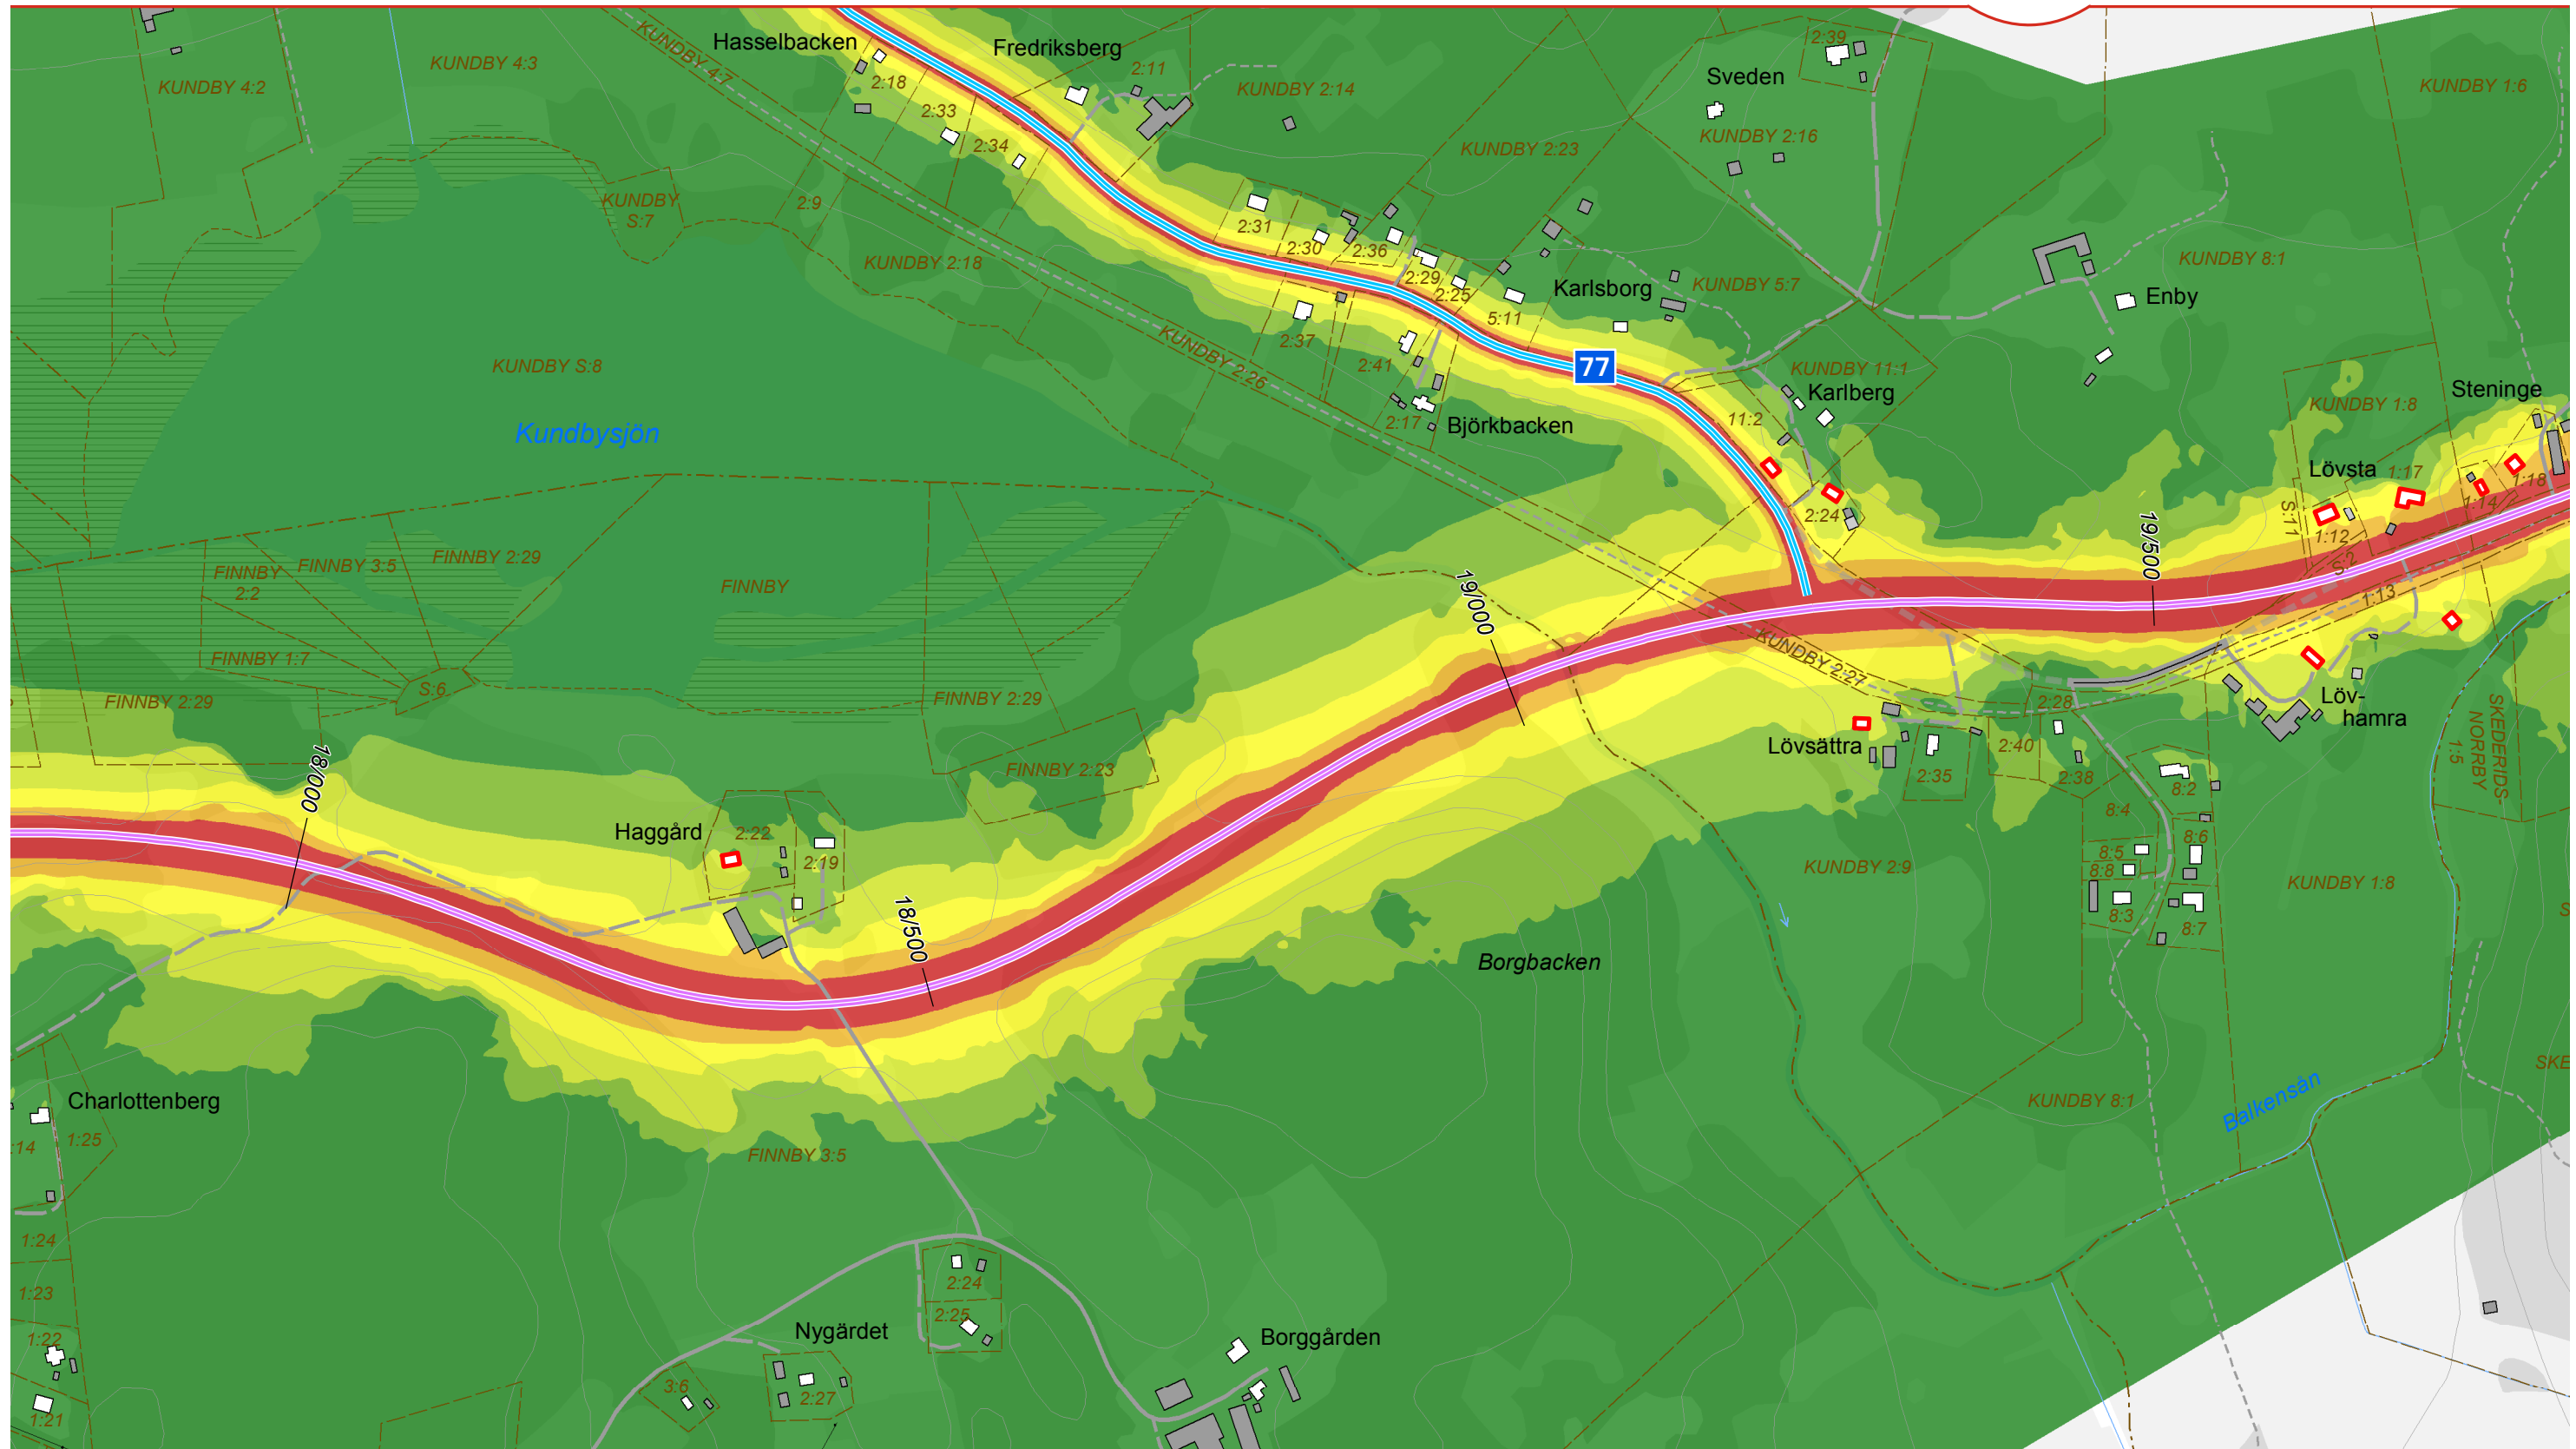 Hasselbacken
Fredriksberg
2:39
KUNDBY 4:7
KUNDBY 4:3
KUNDBY 4:2
2:18
2:11
KUNDBY 2:14
Sveden
KUNDBY 1:6
2:33
2:34
KUNDBY 2:23
KUNDBY 2:16
KUNDBY
S:7
2:9
2:31
2:30
2:36
KUNDBY 2:18
2:29
2:25
Karlsborg
KUNDBY 5:7
KUNDBY 8:1
Enby
5:11
2:37
KUNDBY 2:26
2:41
77
KUNDBY S:8
KUNDBY 11:1
Karlberg
Steninge
KUNDBY 1:8
11:2
2:17
Björkbacken
Kundbysjön
Lövsta
1:17
1:18
1:14
S:11
1:12
2:24
19/500
S:2
1:13
FINNBY 2:29
FINNBY 3:5
FINNBY
2:2
FINNBY
19/000
FINNBY 1:7
S:6
KUNDBY 2:27
FINNBY 2:29
FINNBY 2:29
2:28
Löv-
hamra
SKEDERIDS-
NORBY
1:5
Lövsättra
2:40
2:35
2:38
FINNBY 2:23
18/000
8:2
8:4
Haggård
2:22
2:19
8:6
8:5
8:8
KUNDBY 2:9
KUNDBY 1:8
8:3
8:7
18/500
Borgbacken
SKE
Charlottenberg
KUNDBY 8:1
Balkensån
:14
1:25
FINNBY 3:5
1:24
2:24
1:23
2:25
1:22
Nygärdet
Borggården
3:6
2:27
1:21